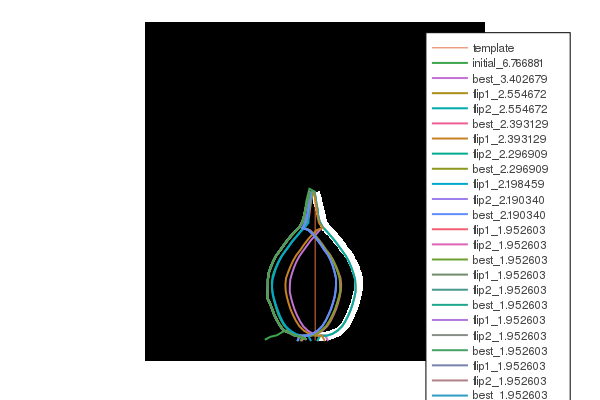 template
initial_6.766881
best_3.402679
flip1_2.554672
flip2_2.554672
best_2.393129
flip1_2.393129
flip2_2.296909
best_2.296909
flip1_2.198459
flip2_2.190340
best_2.190340
flip1_1.952603
flip2_1.952603
best_1.952603
flip1_1.952603
flip2_1.952603
best_1.952603
flip1_1.952603
flip2_1.952603
best_1.952603
flip1_1.952603
flip2_1.952603
best_1.952603